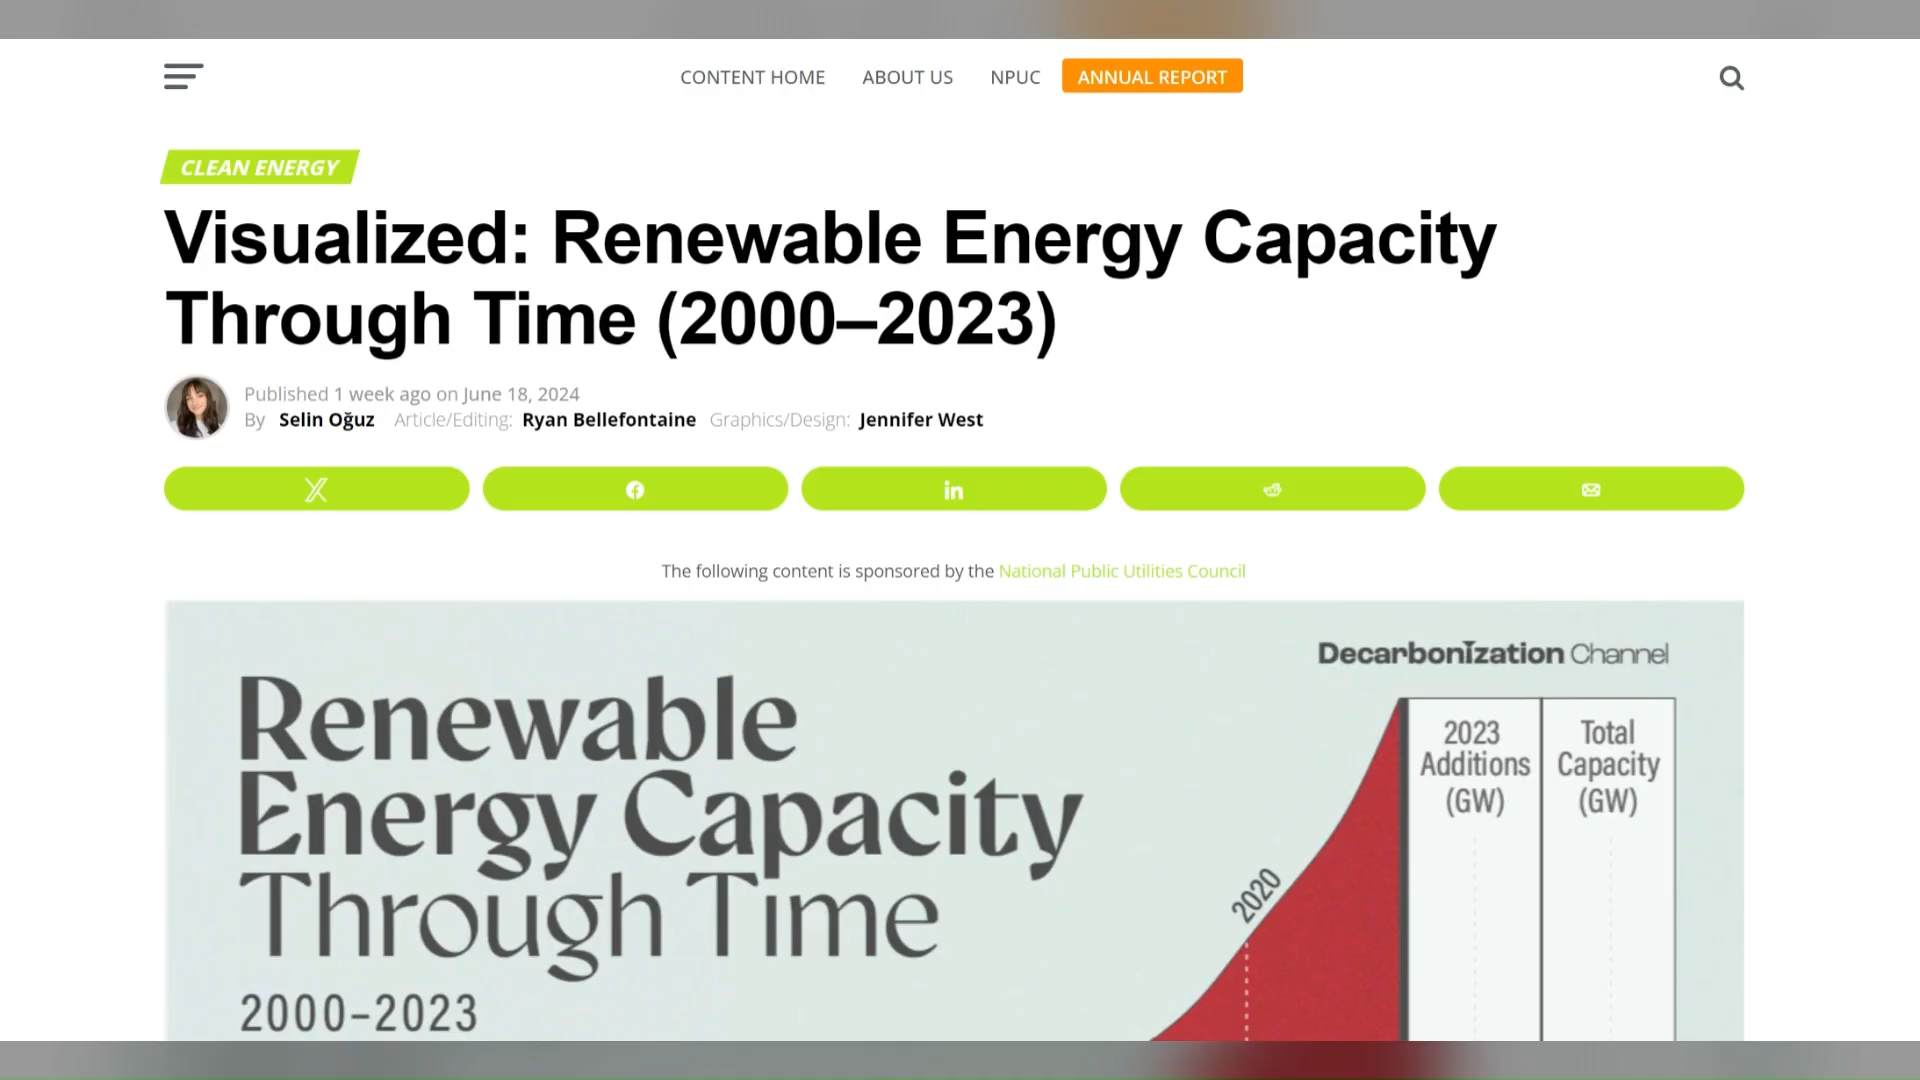 CONTENT HOME ABOUT US NPUC ANNUAL REPORT
CLEAN ENERGY
Visualized: Renewable Energy Capacity
Through Time (2000–2023)
Published 1 week ago on June 18, 2024
By Selin Oğuz Article/Editing: Ryan Bellefontaine Graphics/Design: Jennifer West
The following content is sponsored by the National Public Utilities Council
Decarbonization Channel
Renewable
Energy Capacity
Through Time
2000–2023
2020
2023
Additions
(GW)
Total
Capacity
(GW)